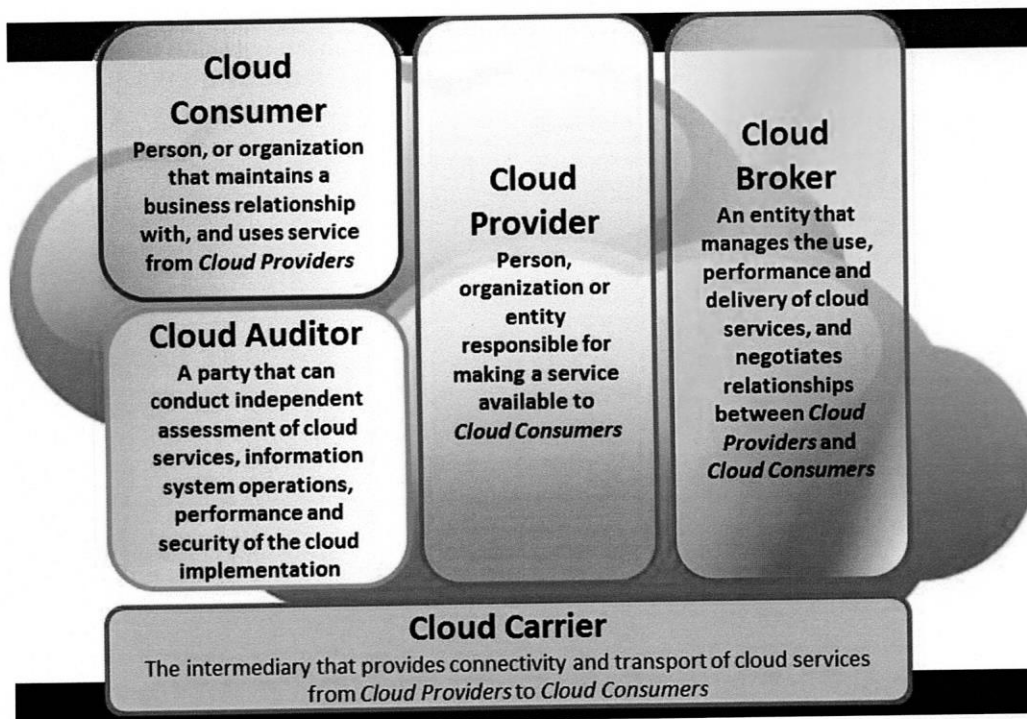 Cloud
Consumer
Person, or organization
that maintains a
business relationship
with, and uses service
from Cloud Providers
Cloud Auditor
A party that can
conduct independent
assessment of cloud
services, information
system operations,
performance and
security of the cloud
implementation
Cloud
Provider
Person,
organization or
entity
responsible for
making a service
available to
Cloud Consumers
Cloud
Broker
An entity that
manages the use,
performance and
delivery of cloud
services, and
negotiates
relationships
between Cloud
Providers and
Cloud Consumers
Cloud Carrier
The intermediary that provides connectivity and transport of cloud services
from Cloud Providers to Cloud Consumers